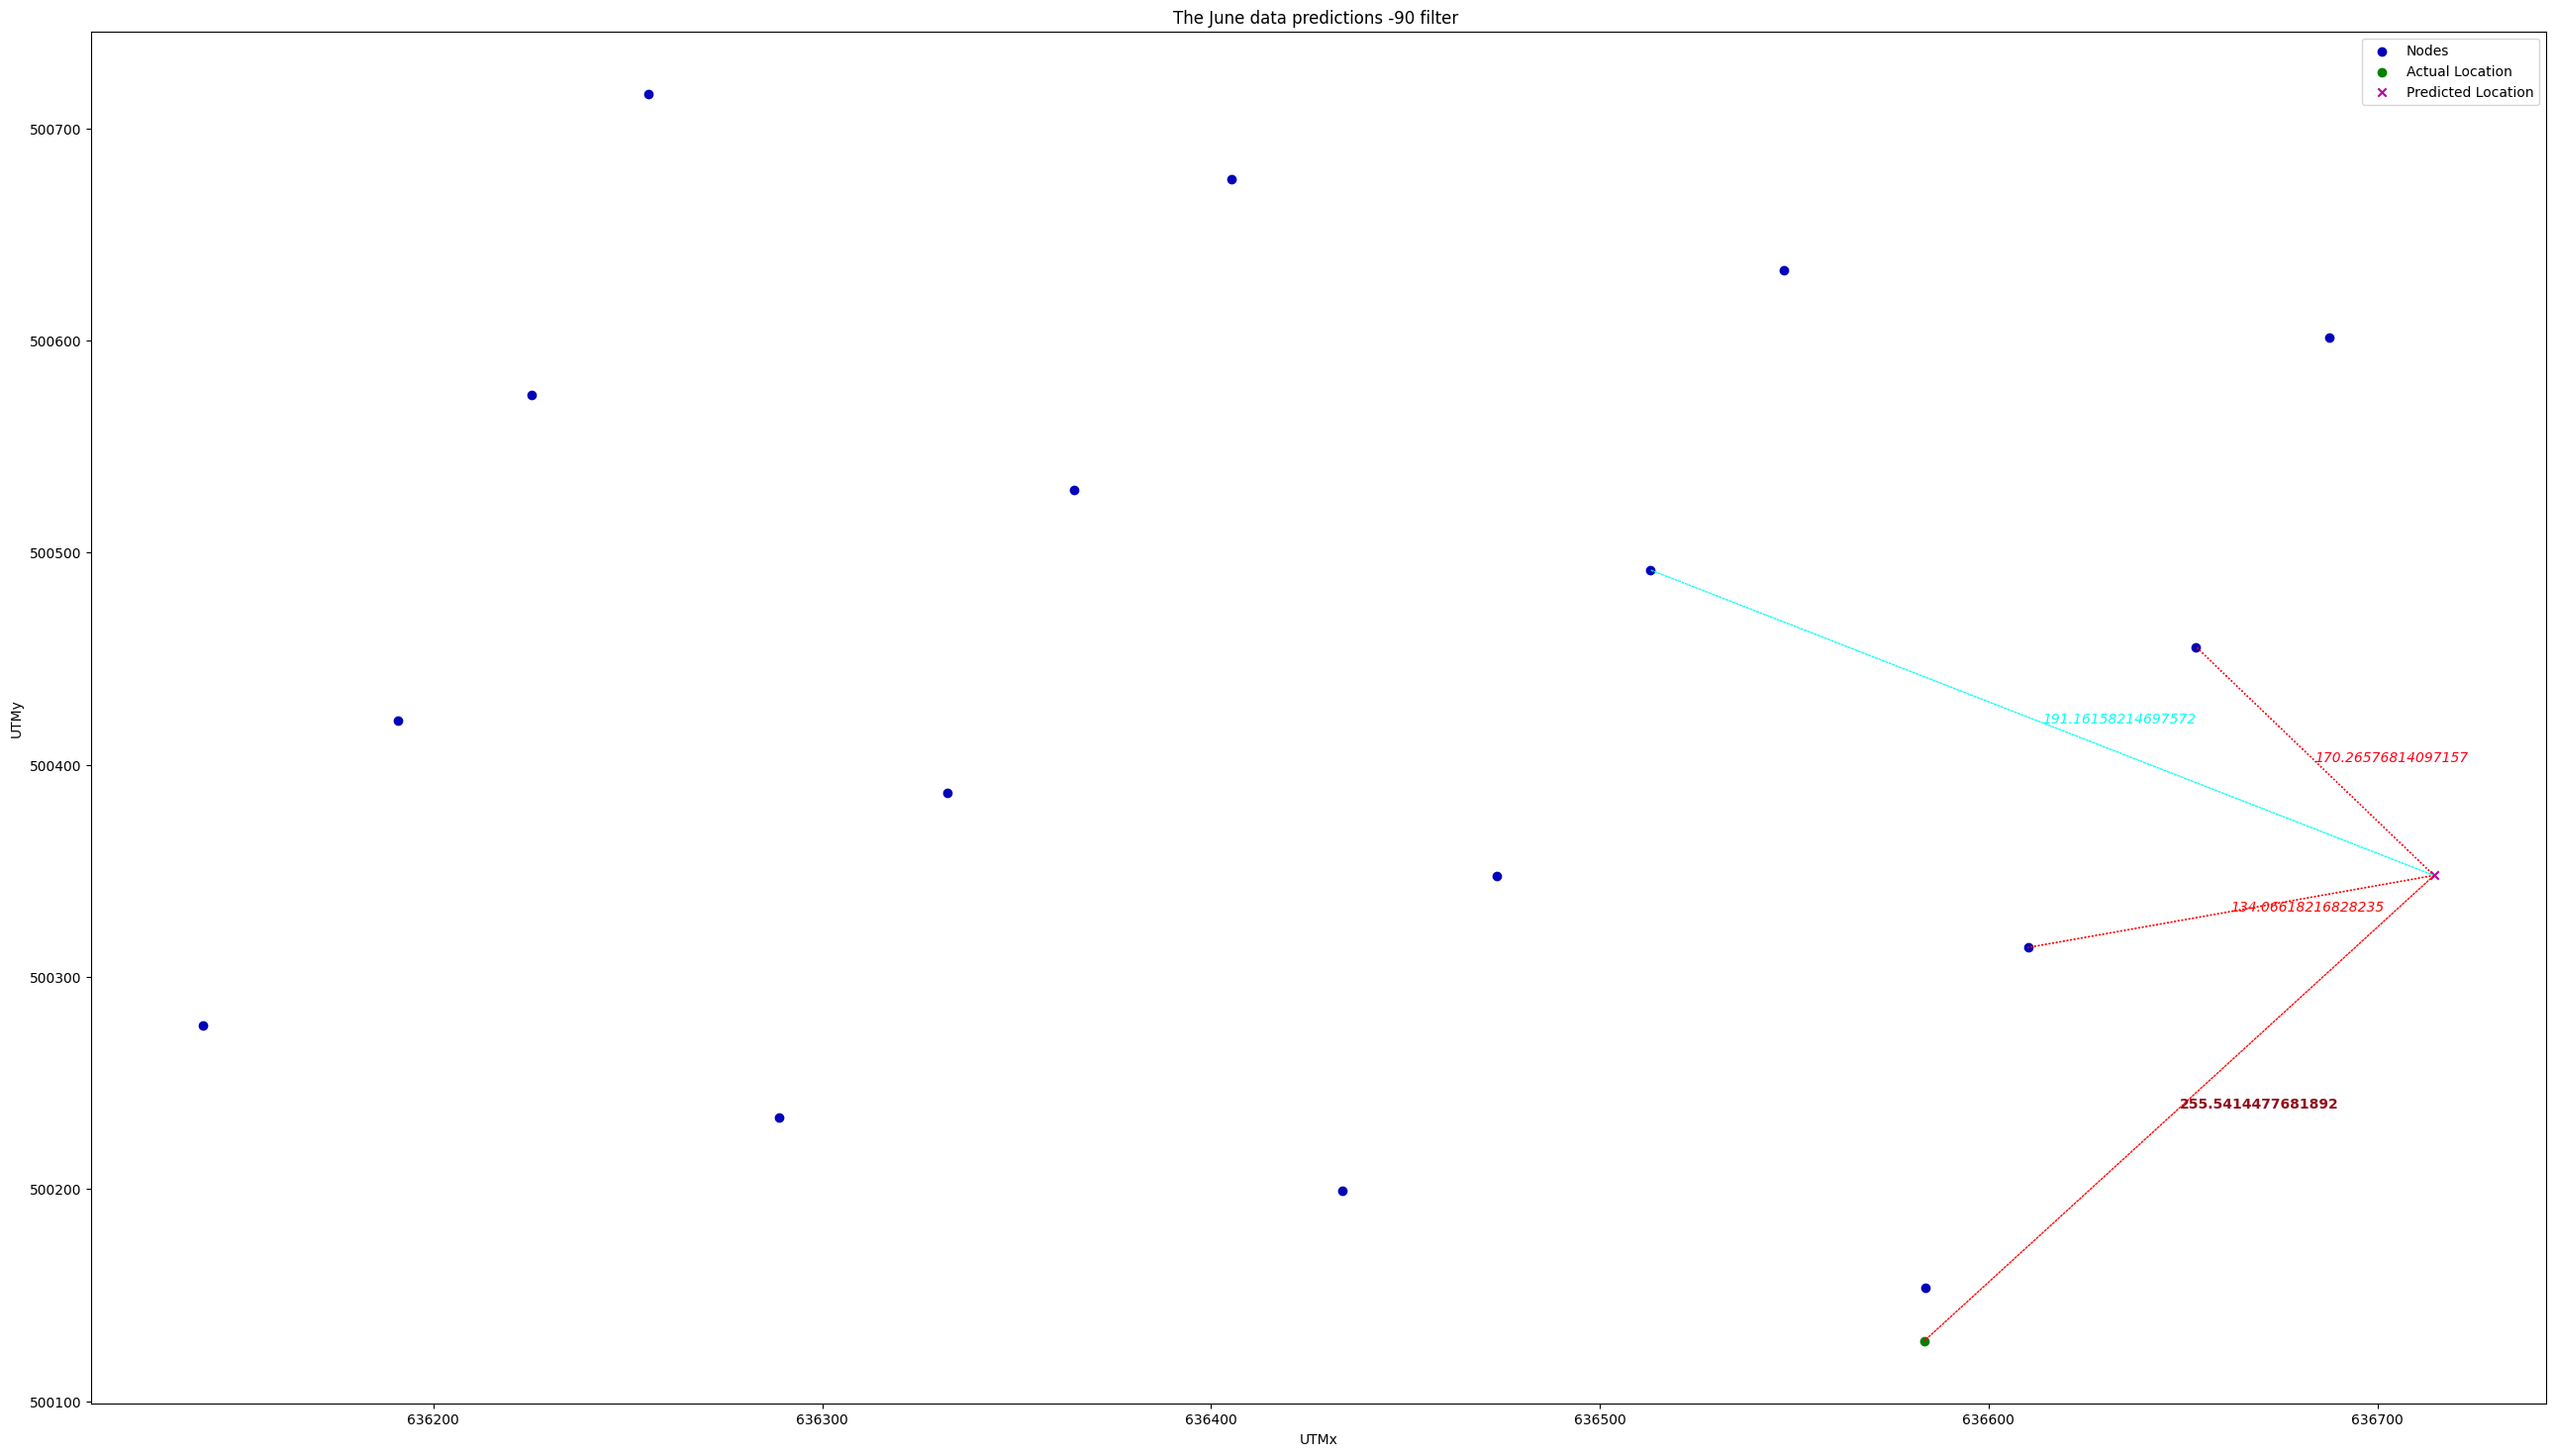 The June data predictions -90 filter
Nodes
Actual Location
Predicted Location
500700
500600
500500
500400
500300
500200
500100
UTMy
191.16158214697572
170.26576814097157
134.06618216828235
255.5414477681892
636200
636300
636400
636500
636600
636700
UTMx